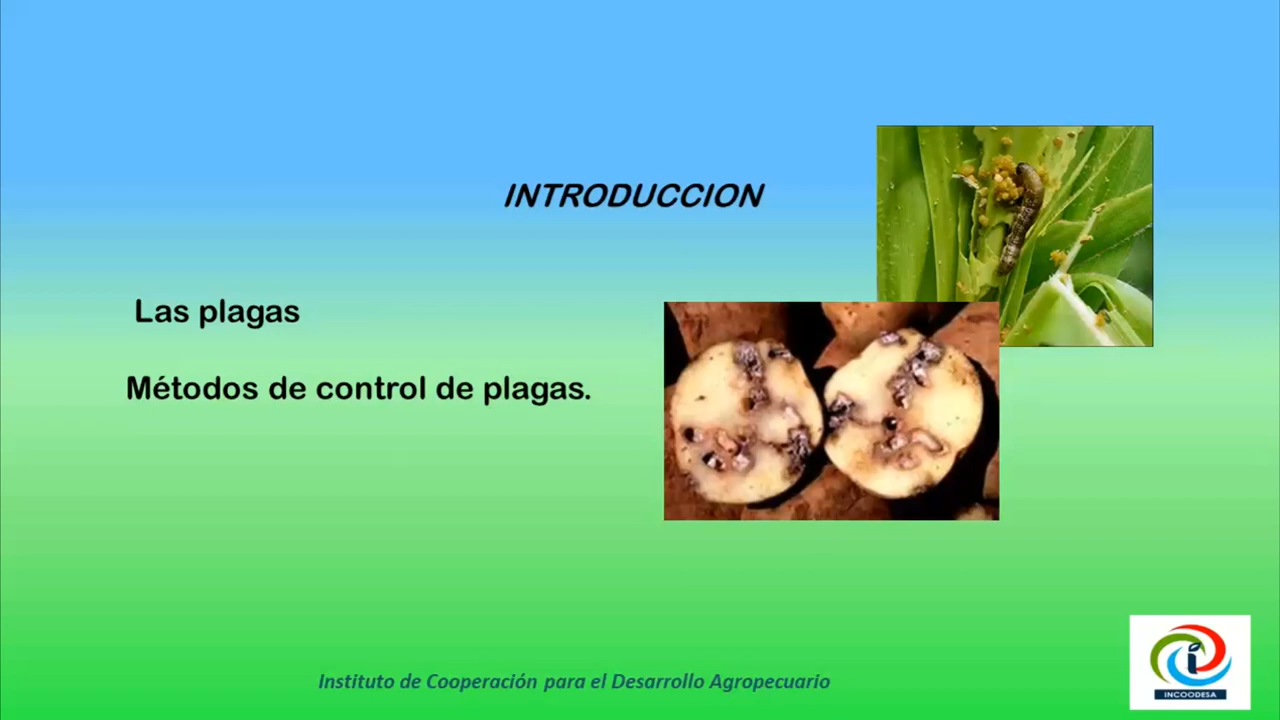 INTRODUCCION
Las plagas
Métodos de control de plagas.
Instituto de Cooperación para el Desarrollo Agropecuario
INCOODESA